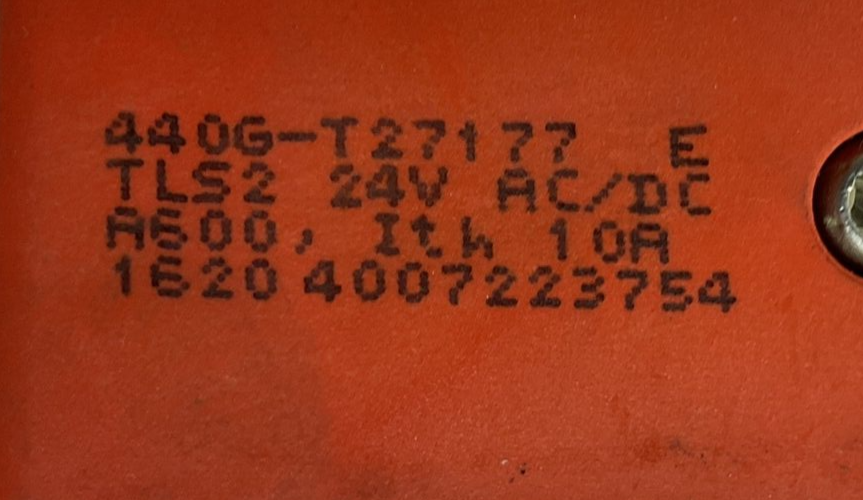 440G-T27177 E
TLS2 24V AC/DC
A600, Ith 10A
1620 4007223754